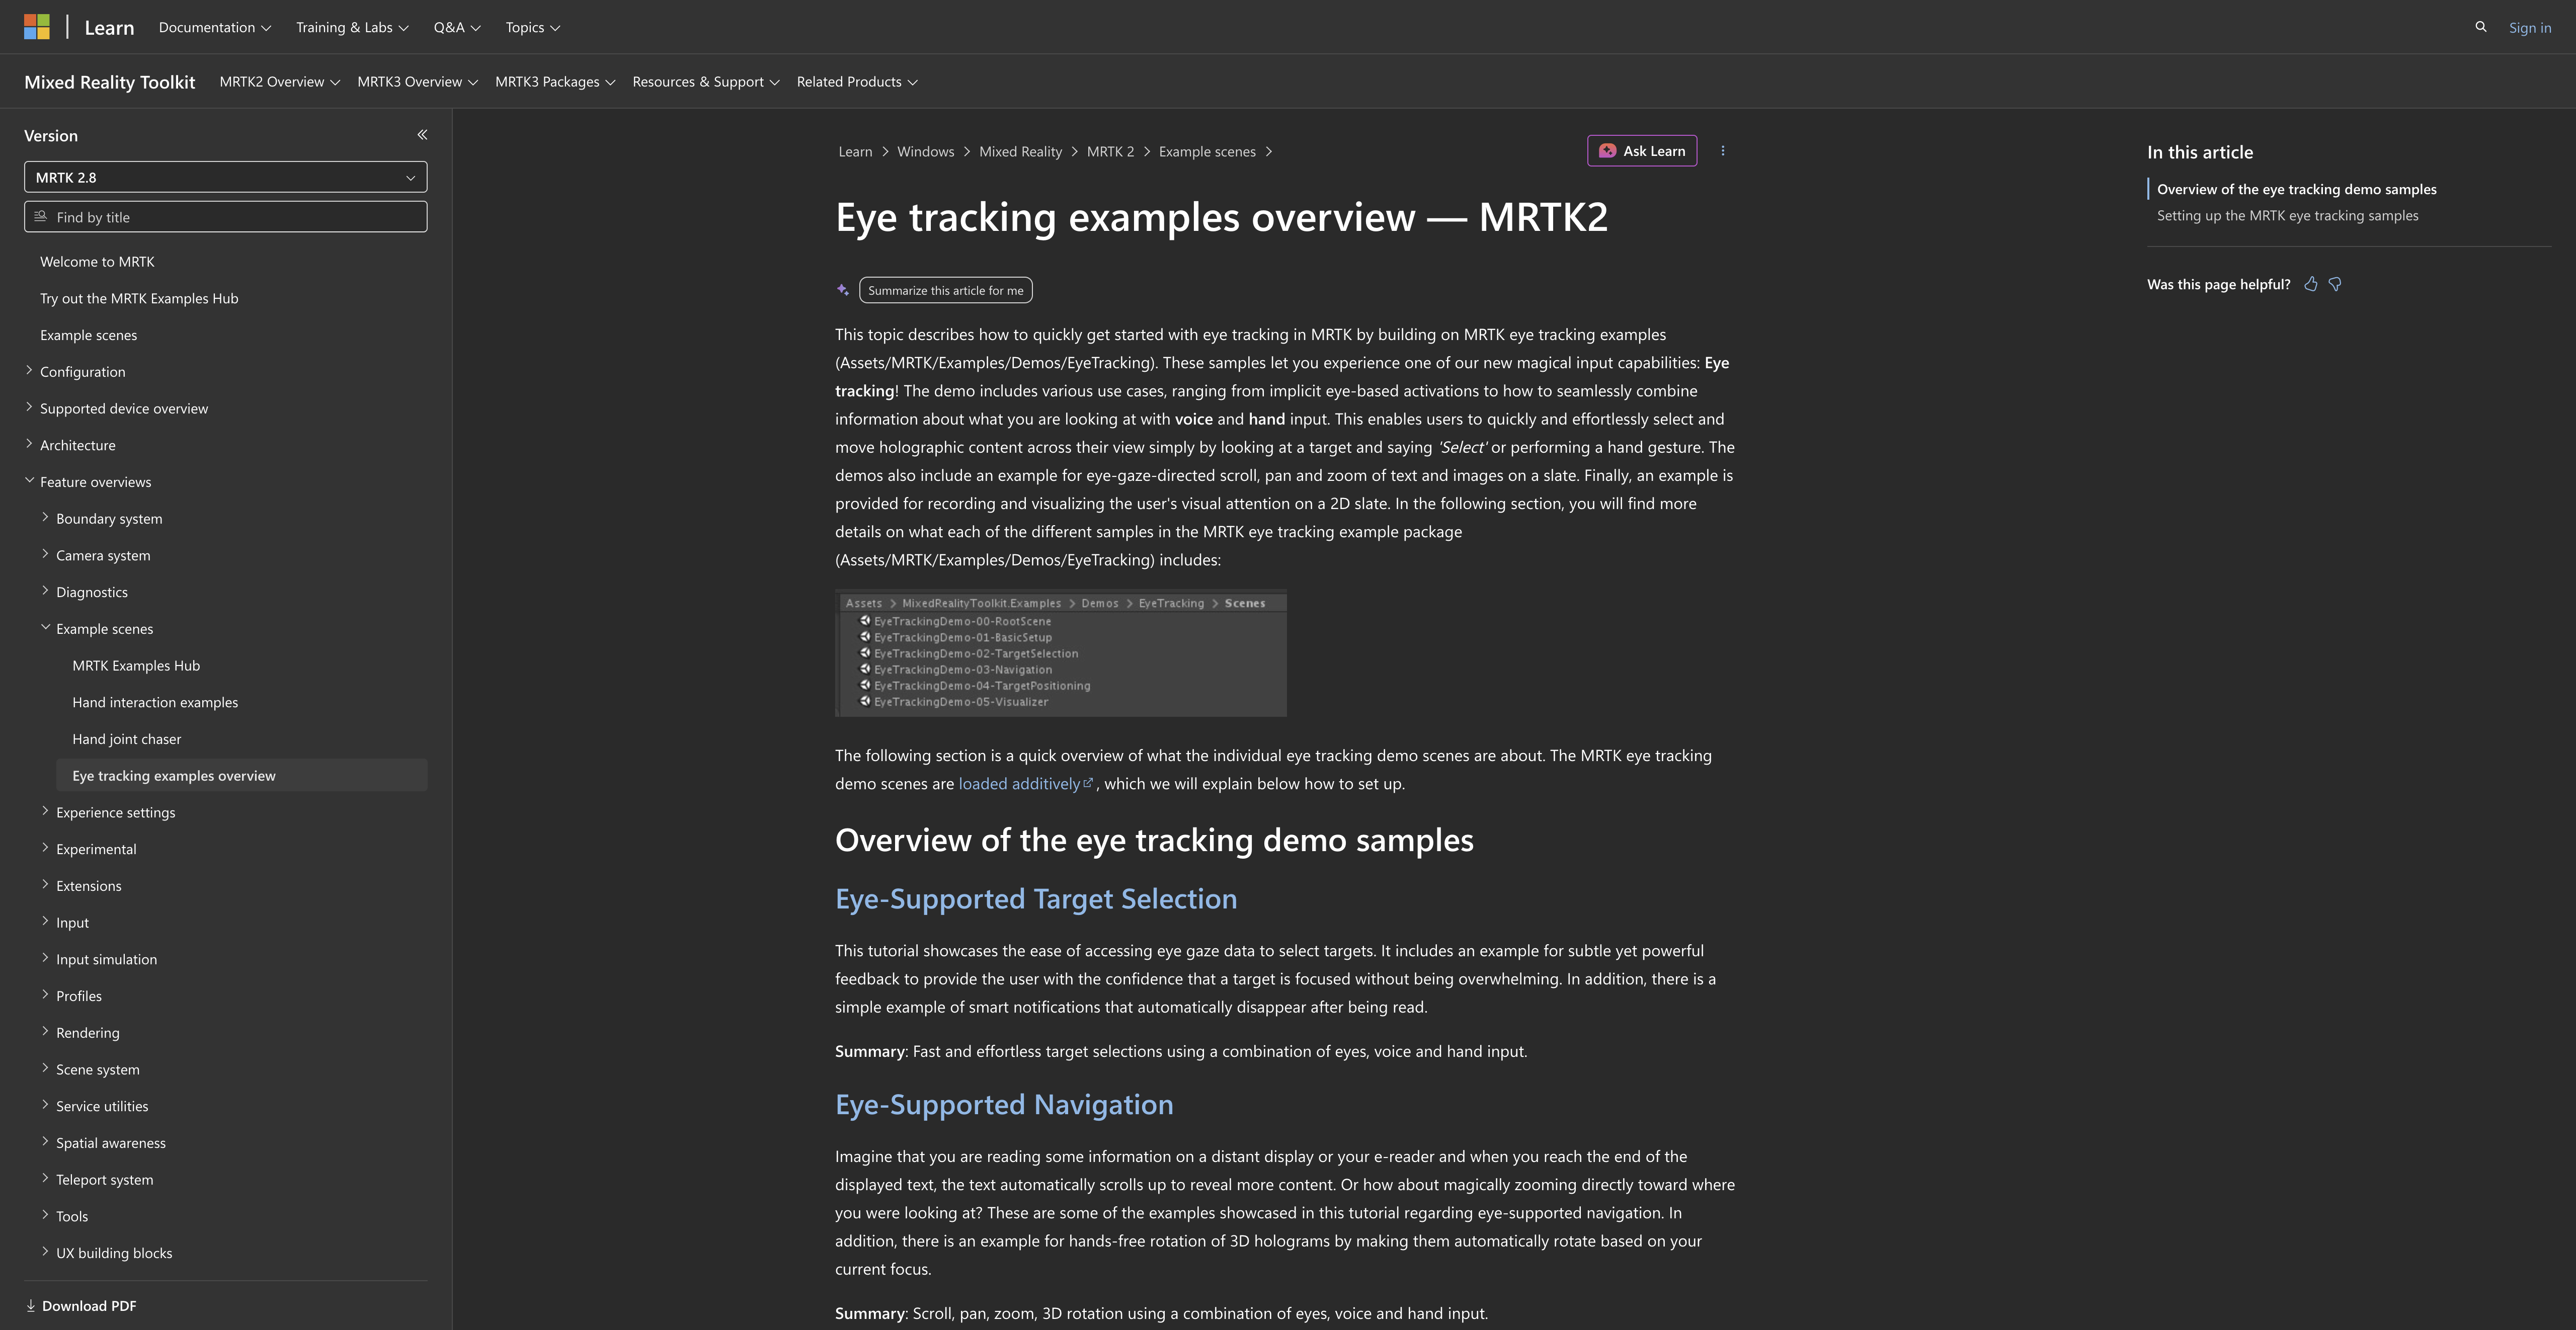 Learn
Documentation
Training & Labs
Q&A
Topics
Sign in
Mixed Reality Toolkit
MRTK2 Overview
MRTK3 Overview
MRTK3 Packages
Resources & Support
Related Products
Version
MRTK 2.8
Find by title
Welcome to MRTK
Try out the MRTK Examples Hub
Example scenes
Configuration
Supported device overview
Architecture
Feature overviews
Boundary system
Camera system
Diagnostics
Example scenes
MRTK Examples Hub
Hand interaction examples
Hand joint chaser
Eye tracking examples overview
Experience settings
Experimental
Extensions
Input
Input simulation
Profiles
Rendering
Scene system
Service utilities
Spatial awareness
Teleport system
Tools
UX building blocks
Download PDF
Learn > Windows > Mixed Reality > MRTK 2 > Example scenes >
Ask Learn
Eye tracking examples overview — MRTK2
Summarize this article for me
This topic describes how to quickly get started with eye tracking in MRTK by building on MRTK eye tracking examples
(Assets/MRTK/Examples/Demos/EyeTracking). These samples let you experience one of our new magical input capabilities: Eye
tracking! The demo includes various use cases, ranging from implicit eye-based activations to how to seamlessly combine
information about what you are looking at with voice and hand input. This enables users to quickly and effortlessly select and
move holographic content across their view simply by looking at a target and saying 'Select' or performing a hand gesture. The
demos also include an example for eye-gaze-directed scroll, pan and zoom of text and images on a slate. Finally, an example is
provided for recording and visualizing the user's visual attention on a 2D slate. In the following section, you will find more
details on what each of the different samples in the MRTK eye tracking example package
(Assets/MRTK/Examples/Demos/EyeTracking) includes:
Assets > MixedRealityToolkit.Examples > Demos > EyeTracking > Scenes
EyeTrackingDemo-00-RootScene
EyeTrackingDemo-01-BasicSetup
EyeTrackingDemo-02-TargetSelection
EyeTrackingDemo-03-Navigation
EyeTrackingDemo-04-TargetPositioning
EyeTrackingDemo-05-Visualizer
The following section is a quick overview of what the individual eye tracking demo scenes are about. The MRTK eye tracking
demo scenes are loaded additively, which we will explain below how to set up.
Overview of the eye tracking demo samples
Eye-Supported Target Selection
This tutorial showcases the ease of accessing eye gaze data to select targets. It includes an example for subtle yet powerful
feedback to provide the user with the confidence that a target is focused without being overwhelming. In addition, there is a
simple example of smart notifications that automatically disappear after being read.
Summary: Fast and effortless target selections using a combination of eyes, voice and hand input.
Eye-Supported Navigation
Imagine that you are reading some information on a distant display or your e-reader and when you reach the end of the
displayed text, the text automatically scrolls up to reveal more content. Or how about magically zooming directly toward where
you were looking at? These are some of the examples showcased in this tutorial regarding eye-supported navigation. In
addition, there is an example for hands-free rotation of 3D holograms by making them automatically rotate based on your
current focus.
Summary: Scroll, pan, zoom, 3D rotation using a combination of eyes, voice and hand input.
In this article
Overview of the eye tracking demo samples
Setting up the MRTK eye tracking samples
Was this page helpful?